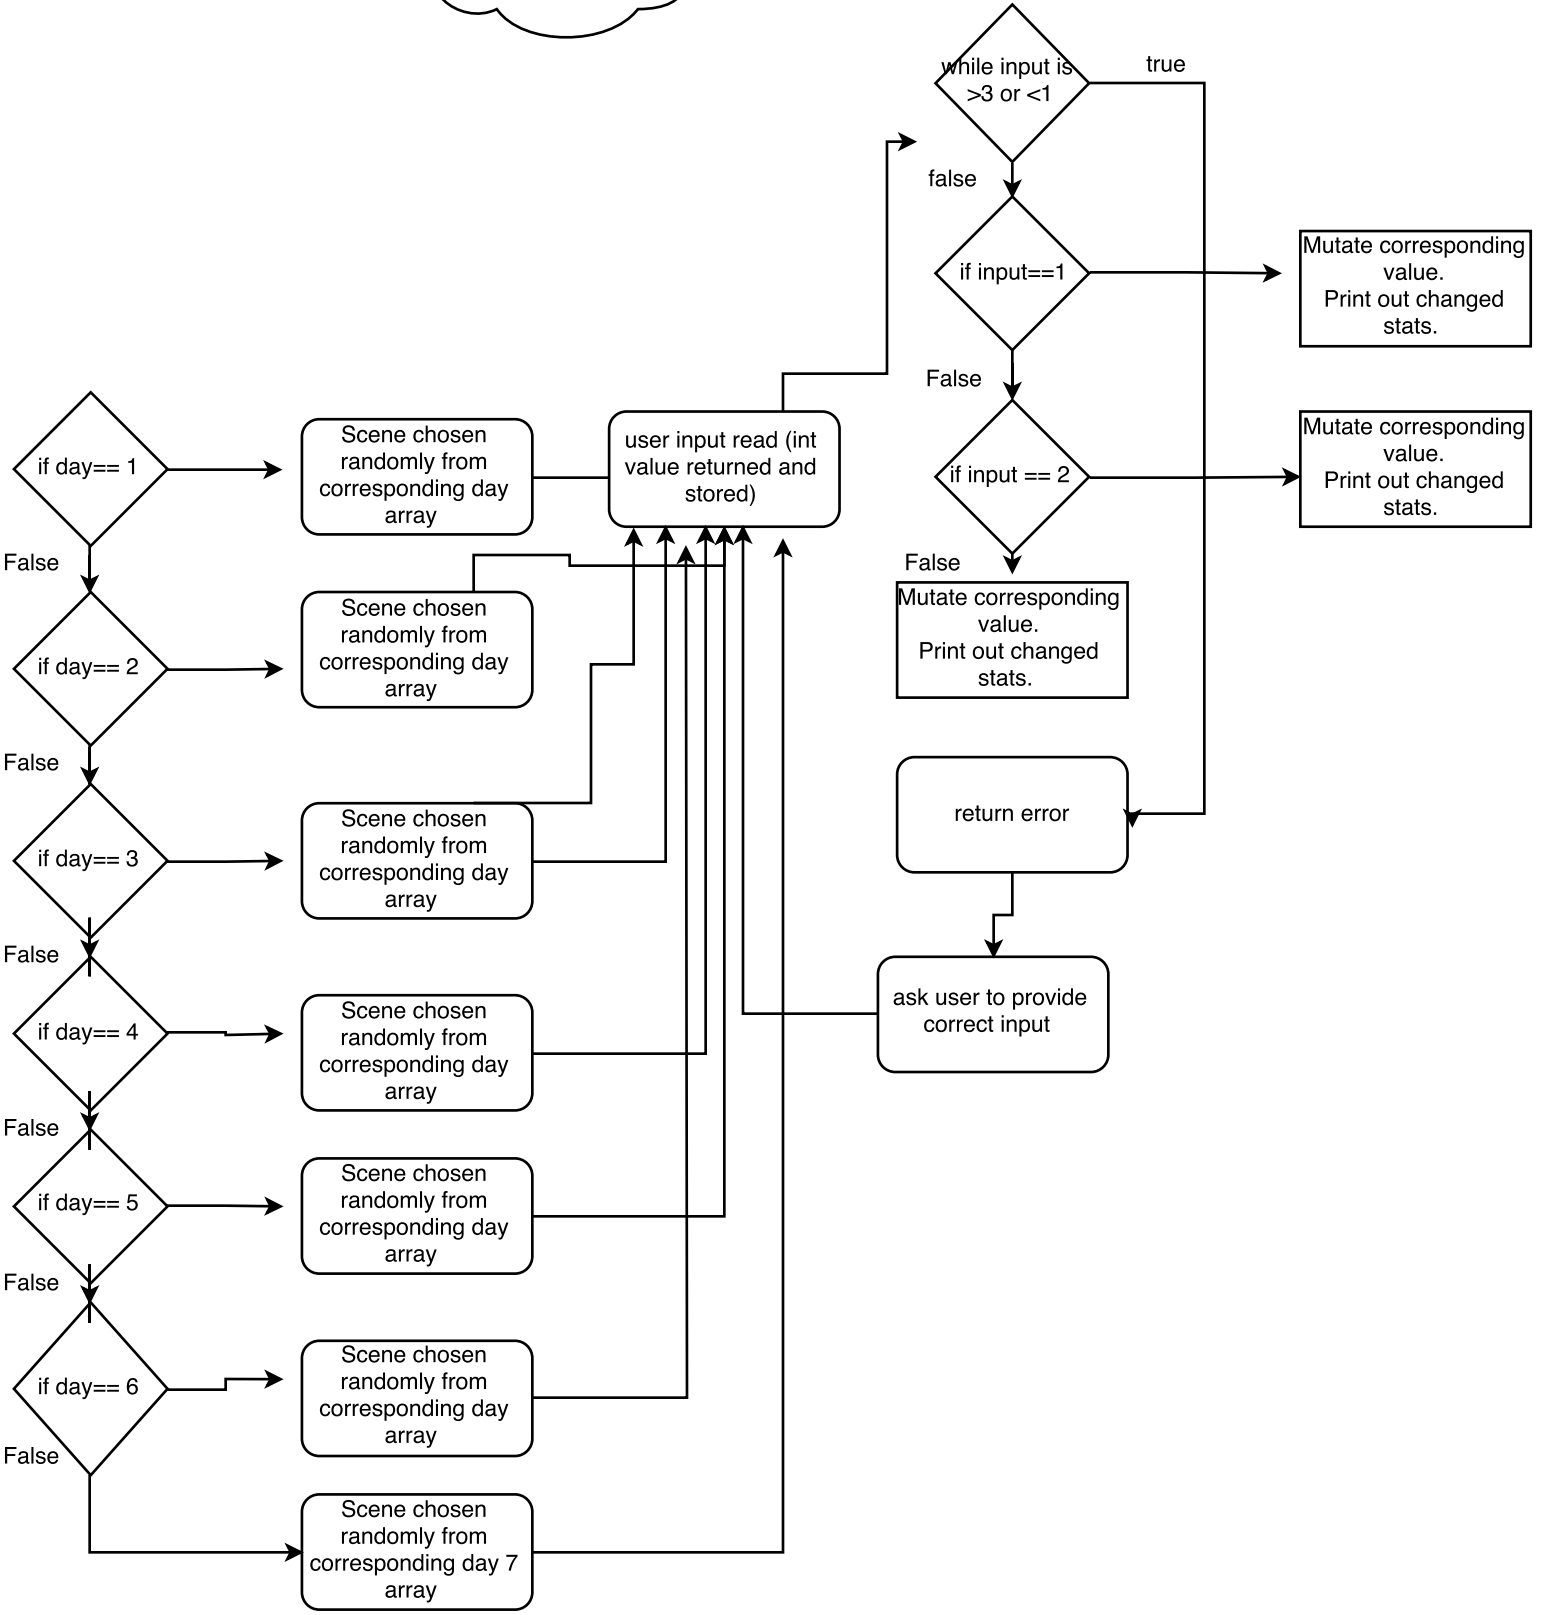 while input is
>3 or <1
true
false
if input==1
Mutate corresponding
value.
Print out changed
stats.
False
if input == 2
Mutate corresponding
value.
Print out changed
stats.
False
Mutate corresponding
value.
Print out changed
stats.
return error
ask user to provide
correct input
user input read (int
value returned and
stored)
if day== 1
Scene chosen
randomly from
corresponding day
array
False
if day== 2
Scene chosen
randomly from
corresponding day
array
False
if day== 3
Scene chosen
randomly from
corresponding day
array
False
if day== 4
Scene chosen
randomly from
corresponding day
array
False
if day== 5
Scene chosen
randomly from
corresponding day
array
False
if day== 6
Scene chosen
randomly from
corresponding day
array
False
Scene chosen
randomly from
corresponding day 7
array